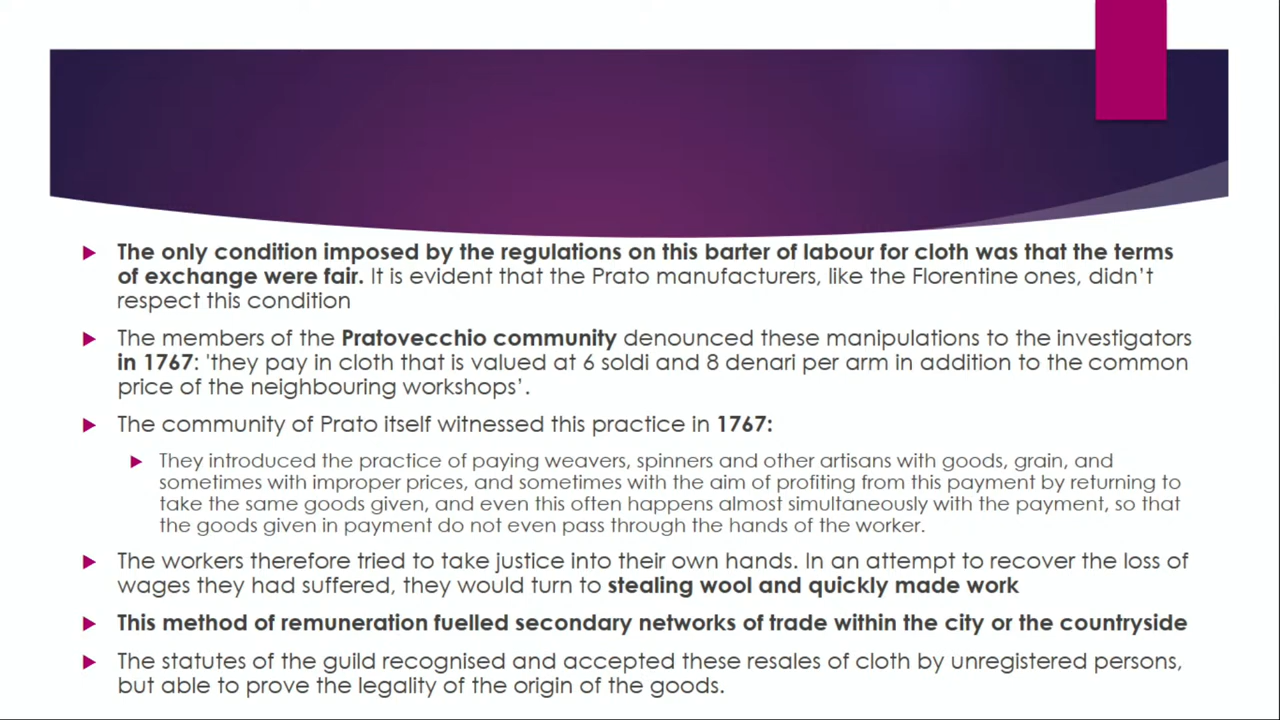 The only condition imposed by the regulations on this barter of labour for cloth was that the terms
of exchange were fair. It is evident that the Prato manufacturers, like the Florentine ones, didn't
respect this condition
The members of the Pratovecchio community denounced these manipulations to the investigators
in 1767: 'they pay in cloth that is valued at 6 soldi and 8 denari per arm in addition to the common
price of the neighbouring workshops'.
The community of Prato itself witnessed this practice in 1767:
They introduced the practice of paying weavers, spinners and other artisans with goods, grain, and
sometimes with improper prices, and sometimes with the aim of profiting from this payment by returning to
take the same goods given, and even this often happens almost simultaneously with the payment, so that
the goods given in payment do not even pass through the hands of the worker.
The workers therefore tried to take justice into their own hands. In an attempt to recover the loss of
wages they had suffered, they would turn to stealing wool and quickly made work
This method of remuneration fuelled secondary networks of trade within the city or the countryside
The statutes of the guild recognised and accepted these resales of cloth by unregistered persons,
but able to prove the legality of the origin of the goods.